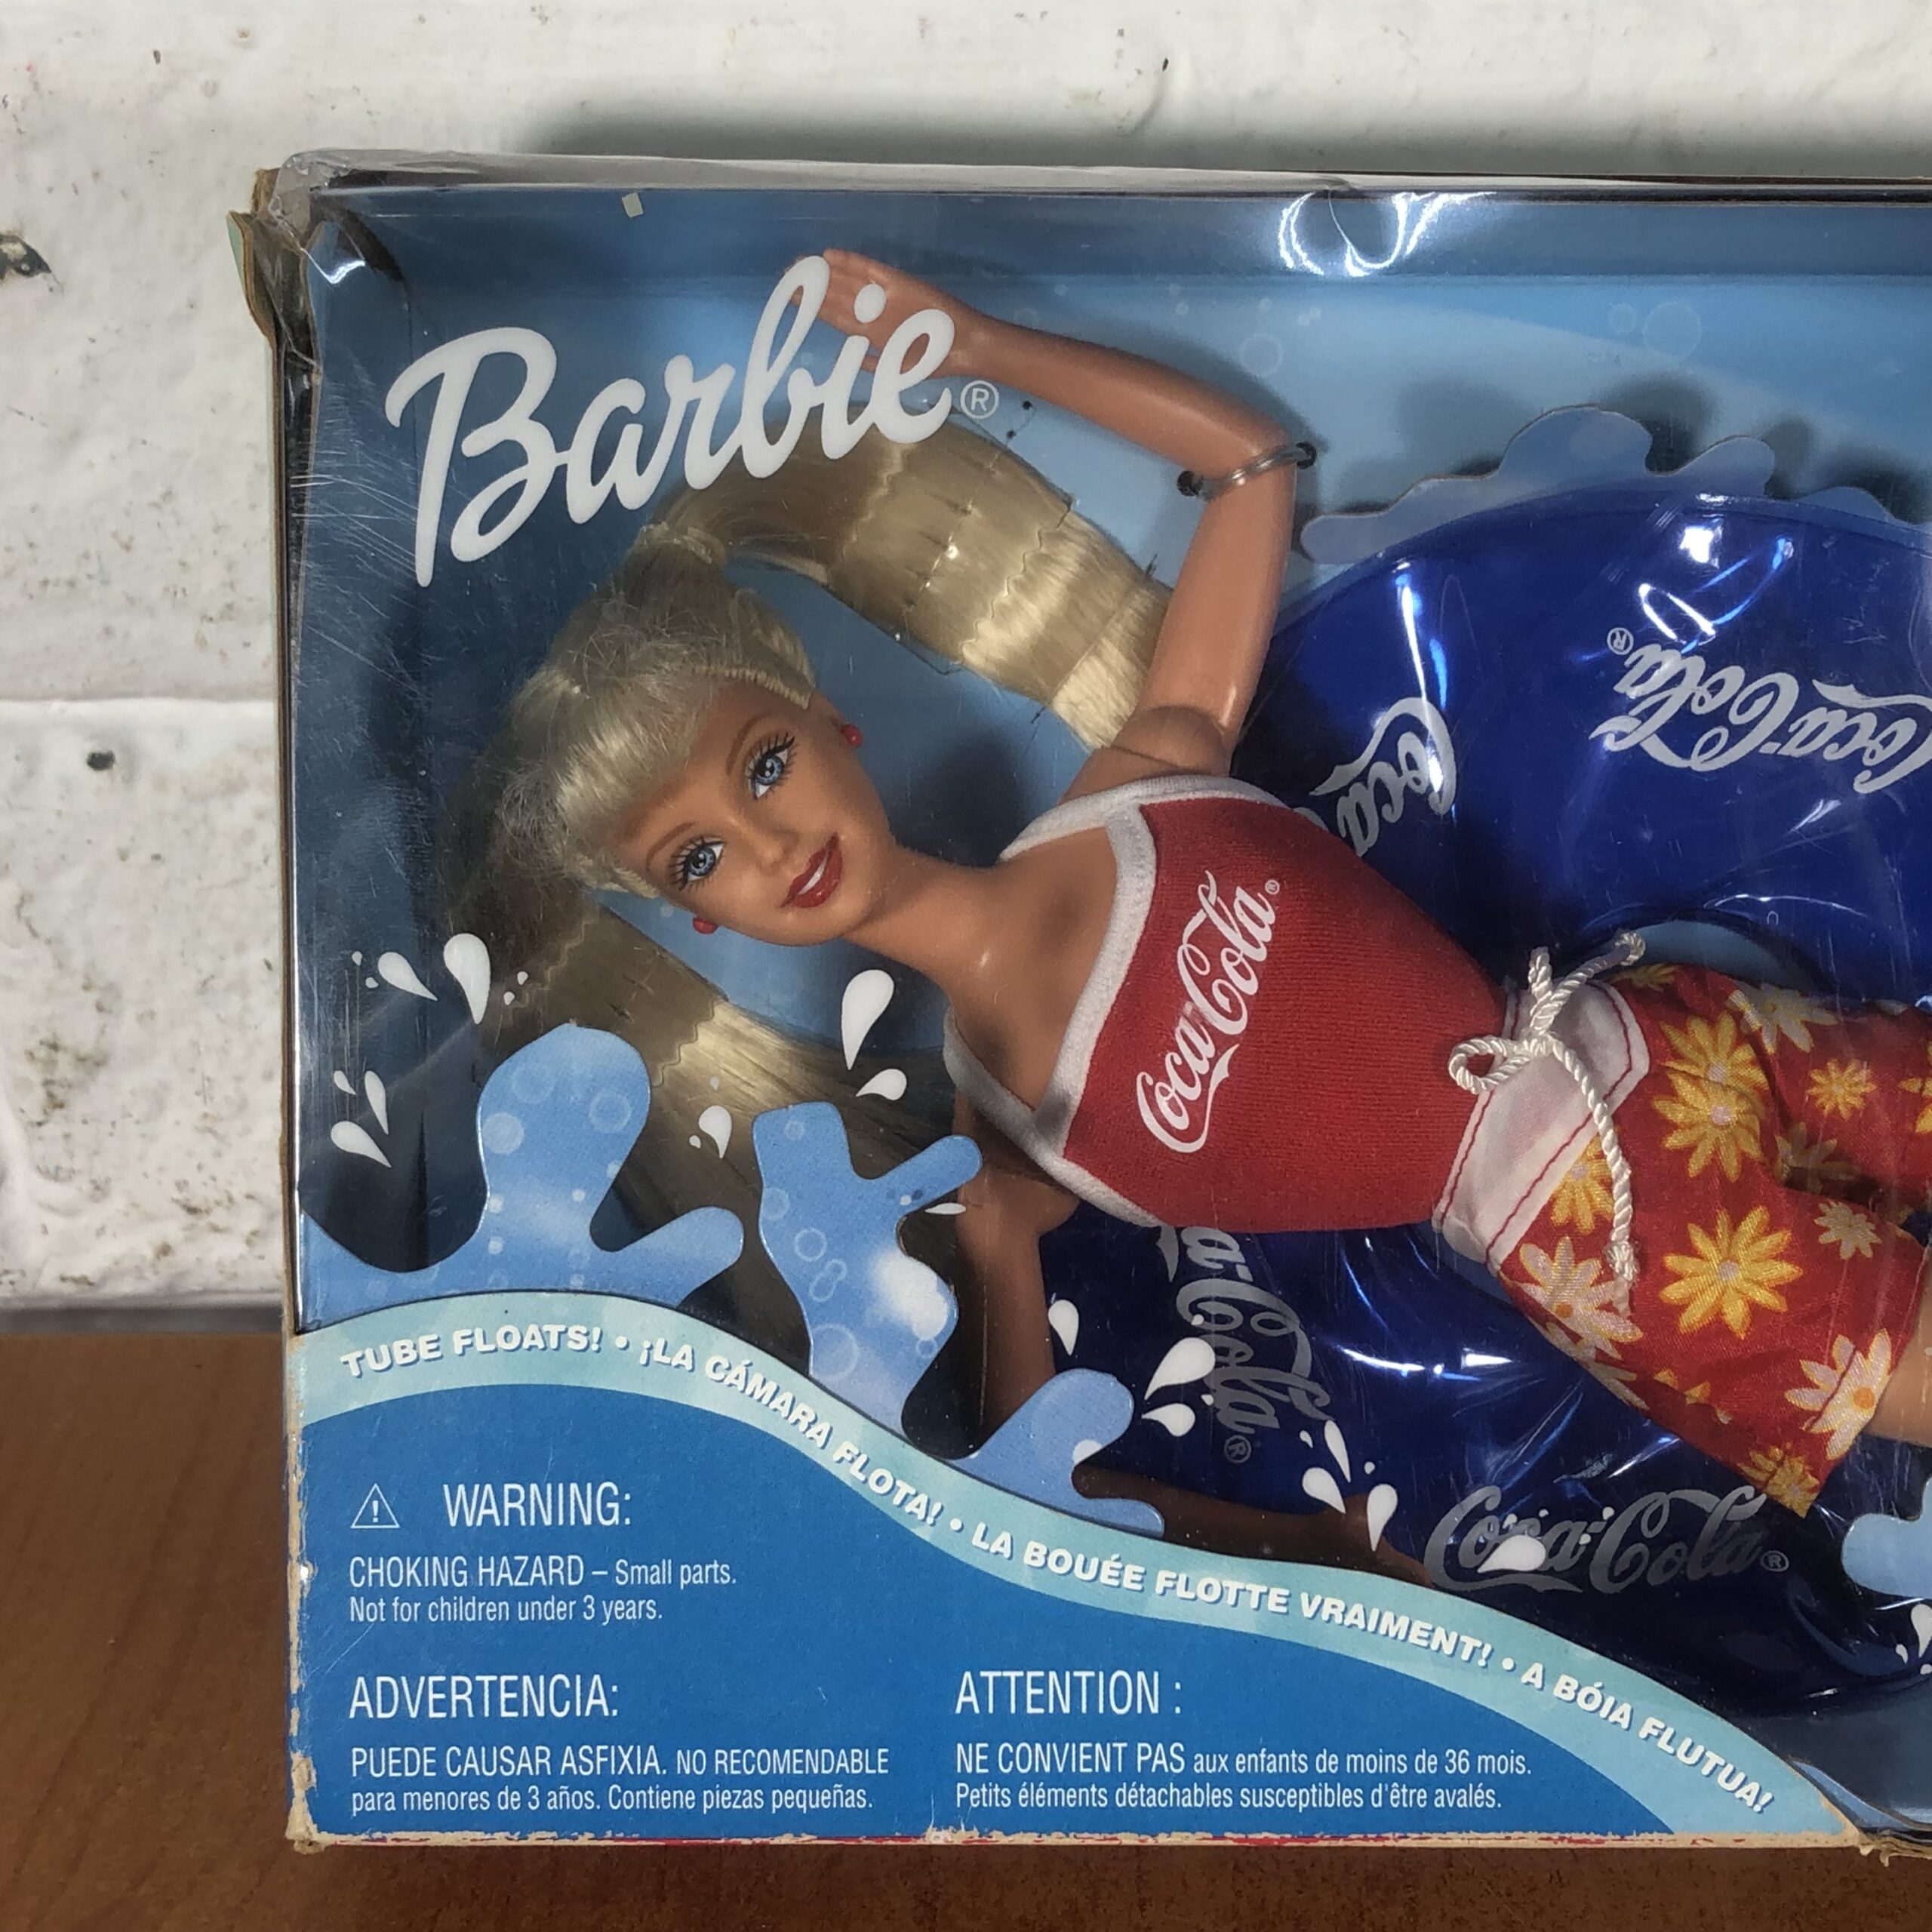 Barbie®
Coca-Cola®
Coca
Coca-Cola®
a-Cola®
Coca-Cola®
TUBE FLOATS! • ¡LA CÁMARA FLOTA! • LA BOUÉE FLOTTE VRAIMENT! • A BÓIA FLUTUA!
WARNING:
CHOKING HAZARD – Small parts.
Not for children under 3 years.
ADVERTENCIA:
PUEDE CAUSAR ASFIXIA. NO RECOMENDABLE
para menores de 3 años. Contiene piezas pequeñas.
ATTENTION :
NE CONVIENT PAS aux enfants de moins de 36 mois.
Petits éléments détachables susceptibles d'être avalés.